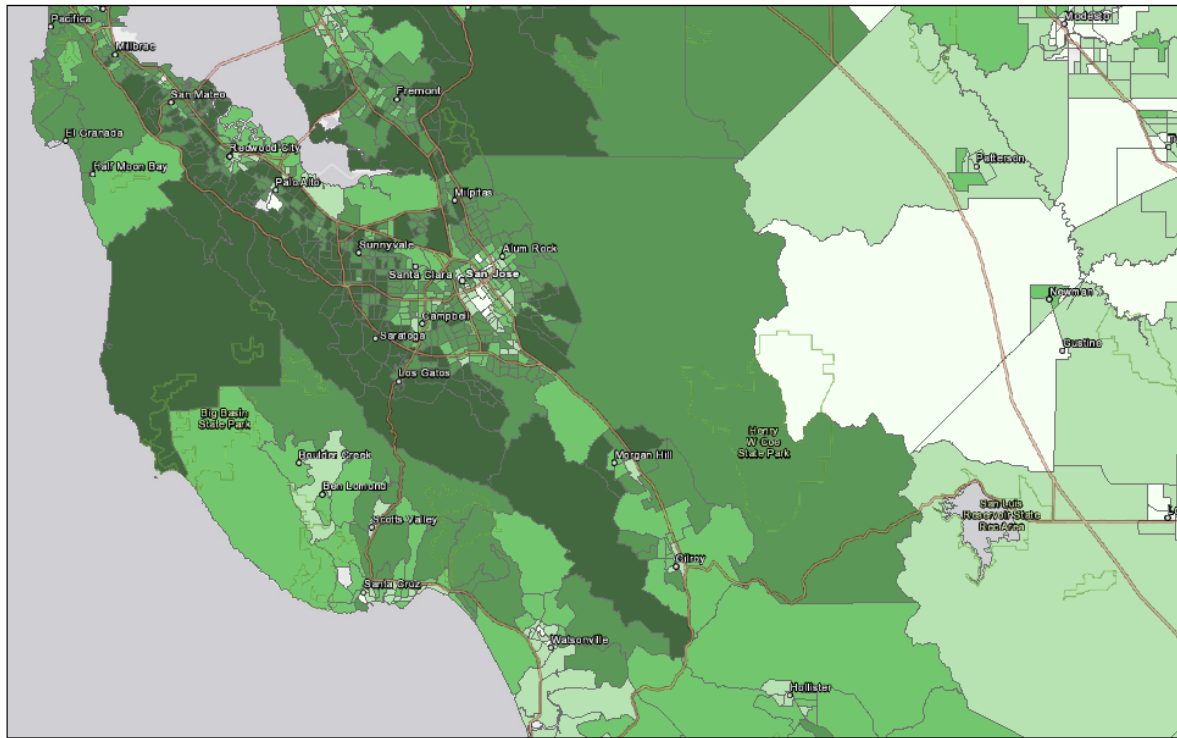 Pacifica
Modesto
Millbrae
San Mateo
Fremont
El Granada
Redwood City
Half Moon Bay
Palo Alto
Patterson
Milpitas
Sunnyvale
Alum Rock
Santa Clara
San Jose
Newman
Campbell
Saratoga
Gustine
Los Gatos
Big Basin
State Park
Henry
W Coe
State Park
Boulder Creek
Morgan Hill
Ben Lomond
San Luis
Reservoir State
Rec Area
Scotts Valley
Gilroy
Santa Cruz
Watsonville
Hollister